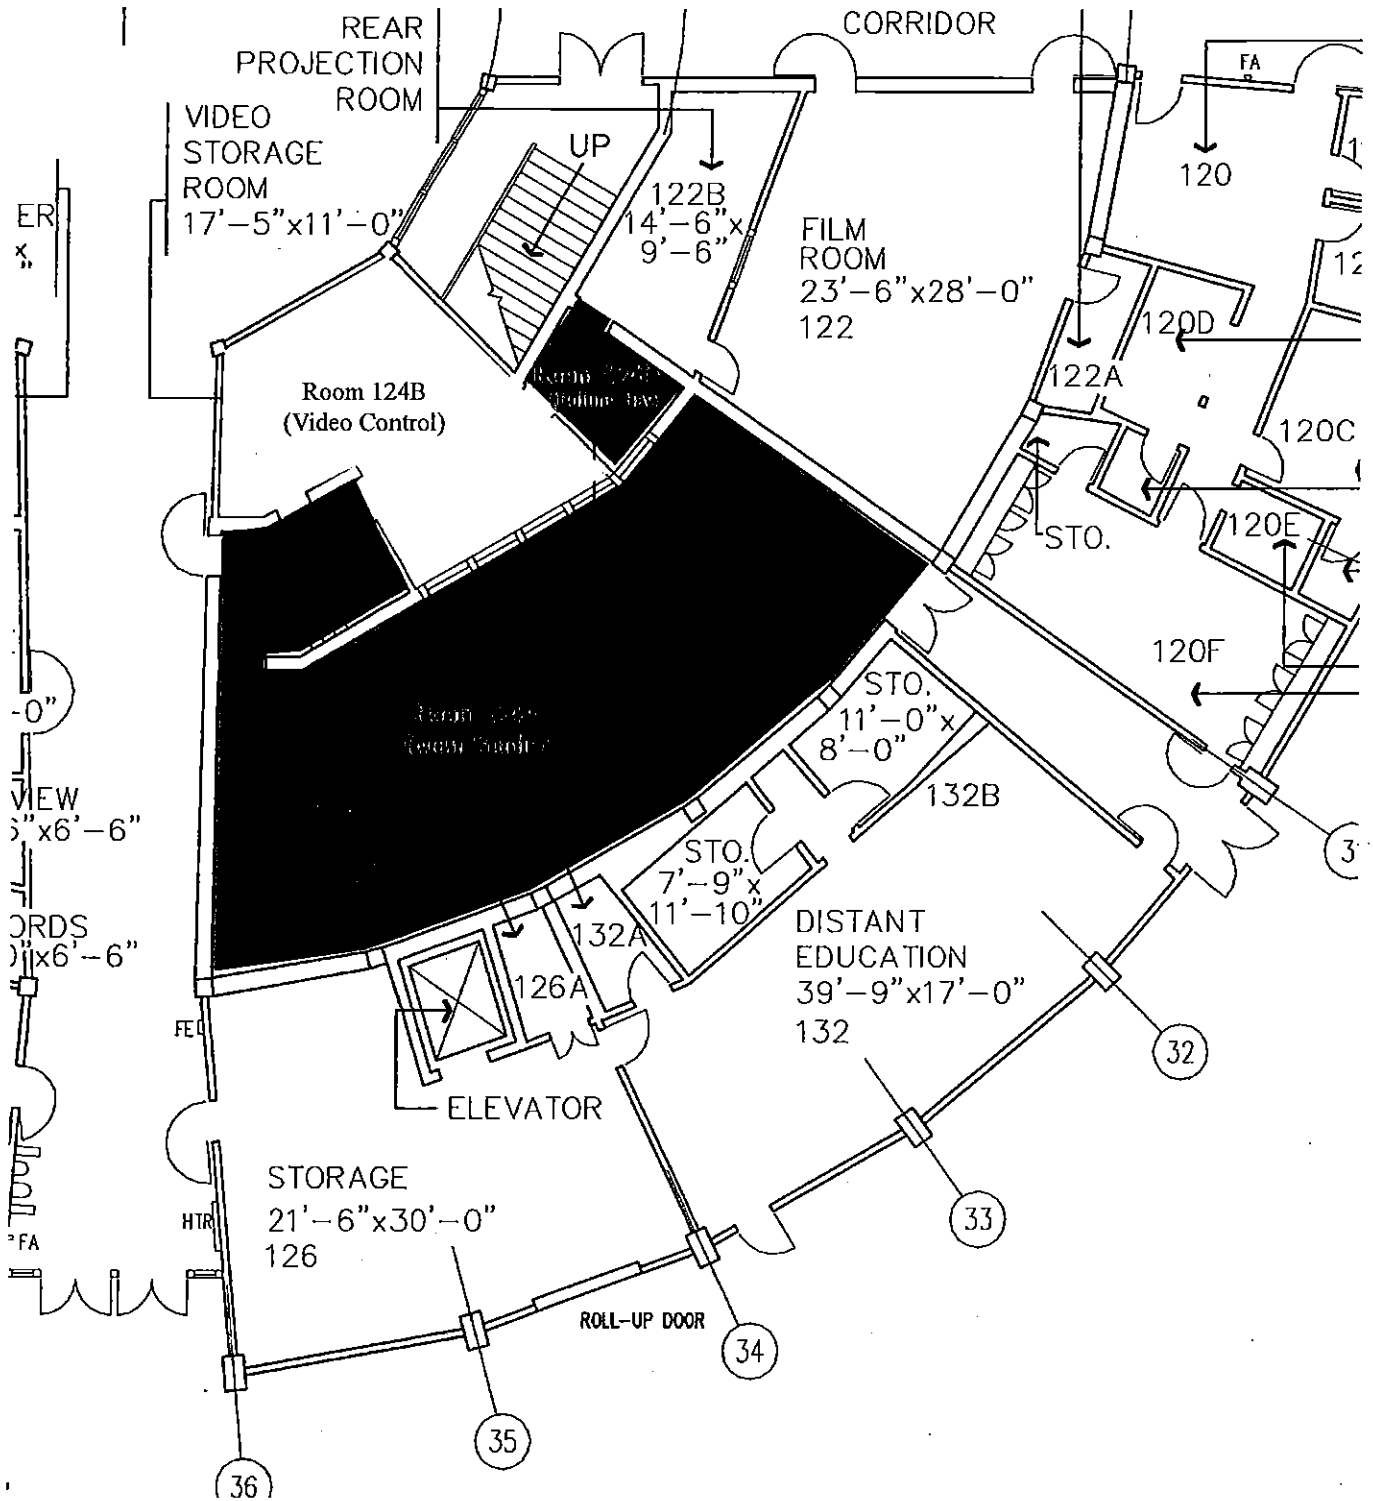 REAR
PROJECTION
ROOM
CORRIDOR
VIDEO
STORAGE
ROOM
17'-5"x11'-0"
UP
122B
14'-6"x
9'-6"
FILM
ROOM
23'-6"x28'-0"
122
FA
120
ER
x
"
120D
122A
120C
Room 124B
(Video Control)
STO.
120E
120F
STO.
11'-0"x
8'-0"
132B
-0"
VIEW
"x6'-6"
STO.
7'-9"x
11'-10"
ORDS
"x6'-6"
132A
126A
DISTANT
EDUCATION
39'-9"x17'-0"
132
FE
ELEVATOR
32
33
STORAGE
21'-6"x30'-0"
126
HTR
FA
ROLL-UP DOOR
34
35
36